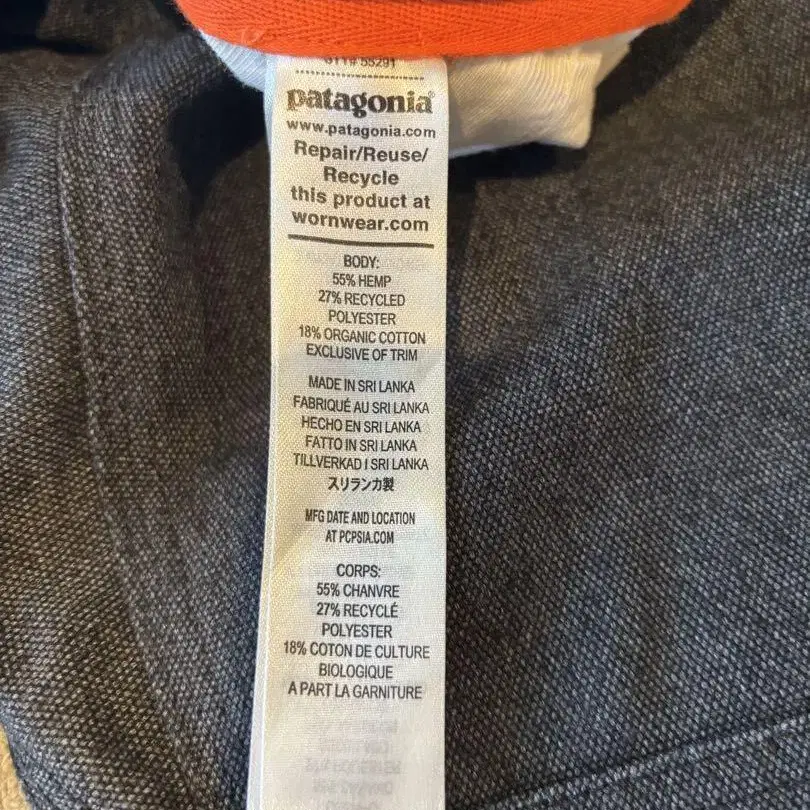 STY# 55291
patagonia®
www.patagonia.com
Repair/Reuse/
Recycle
this product at
wornwear.com
BODY:
55% HEMP
27% RECYCLED
POLYESTER
18% ORGANIC COTTON
EXCLUSIVE OF TRIM
MADE IN SRI LANKA
FABRIQUÉ AU SRI LANKA
HECHO EN SRI LANKA
FATTO IN SRI LANKA
TILLVERKAD I SRI LANKA
スリランカ製
MFG DATE AND LOCATION
AT PCPSIA.COM
CORPS:
55% CHANVRE
27% RECYCLÉ
POLYESTER
18% COTON DE CULTURE
BIOLOGIQUE
A PART LA GARNITURE